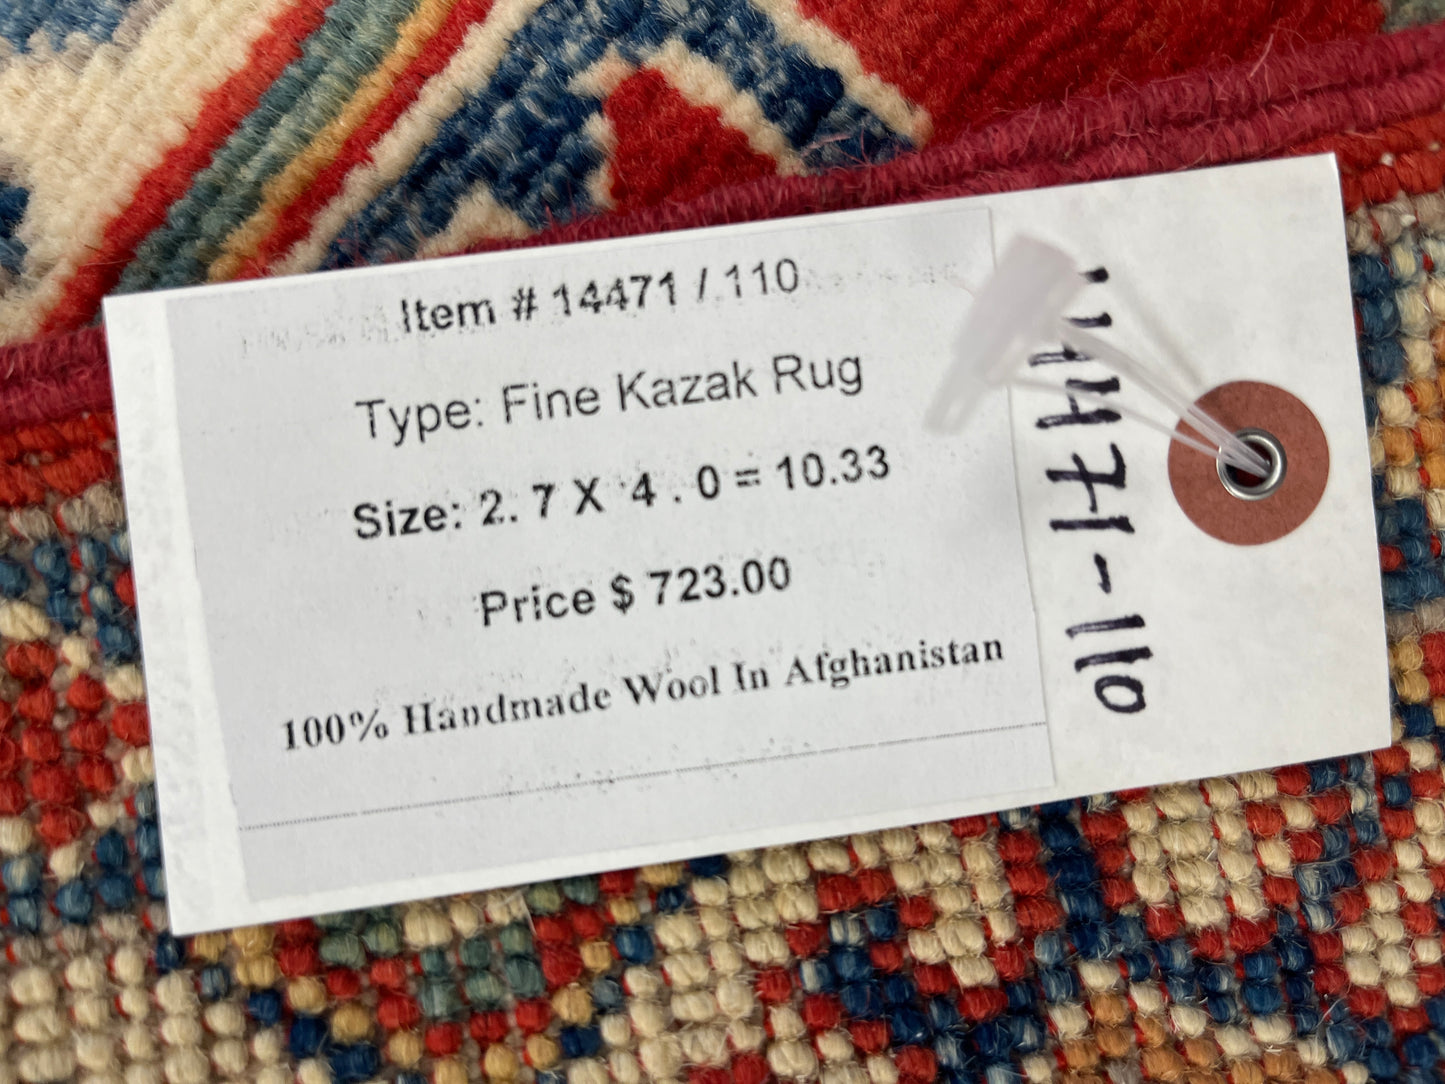 Item # 14471 / 110
Type: Fine Kazak Rug
Size: 2. 7 X 4 . 0 = 10.33
Price $ 723.00
100% Handmade Wool In Afghanistan
14471-110